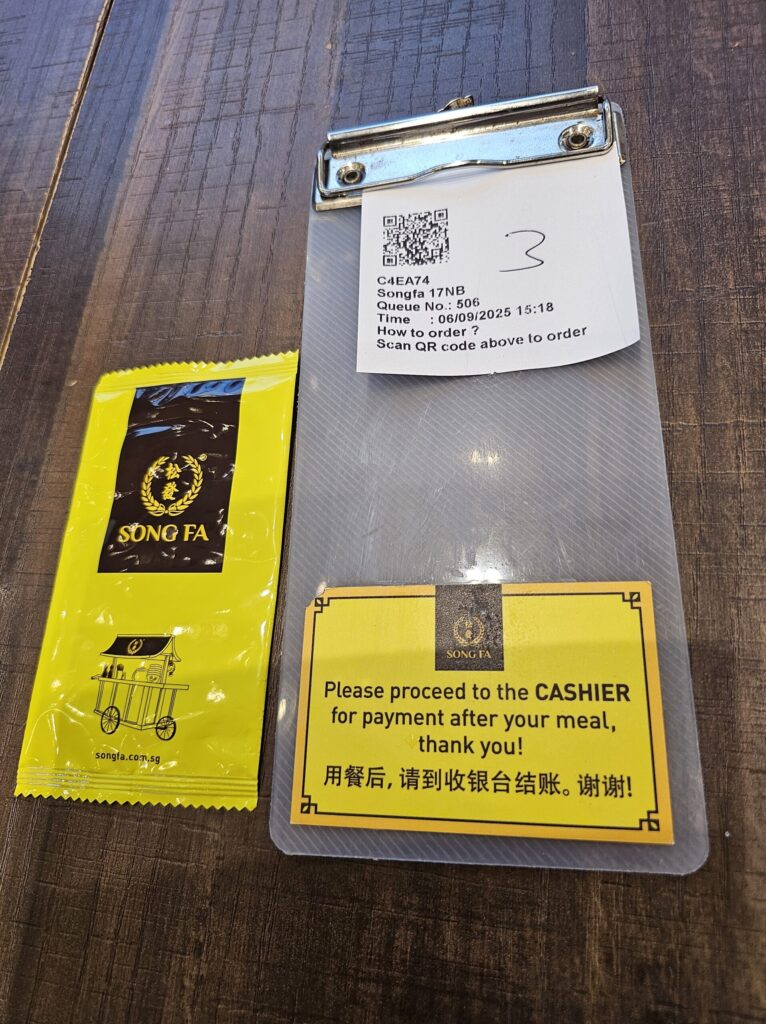 3
C4EA74
Songfa 17NB
Queue No.: 506
Time : 06/09/2025 15:18
How to order ?
Scan QR code above to order
松
發
®
SONG FA
songfa.com.sg
松
發
SONG FA
Please proceed to the CASHIER
for payment after your meal,
thank you!
用餐后,请到收银台结账。谢谢!